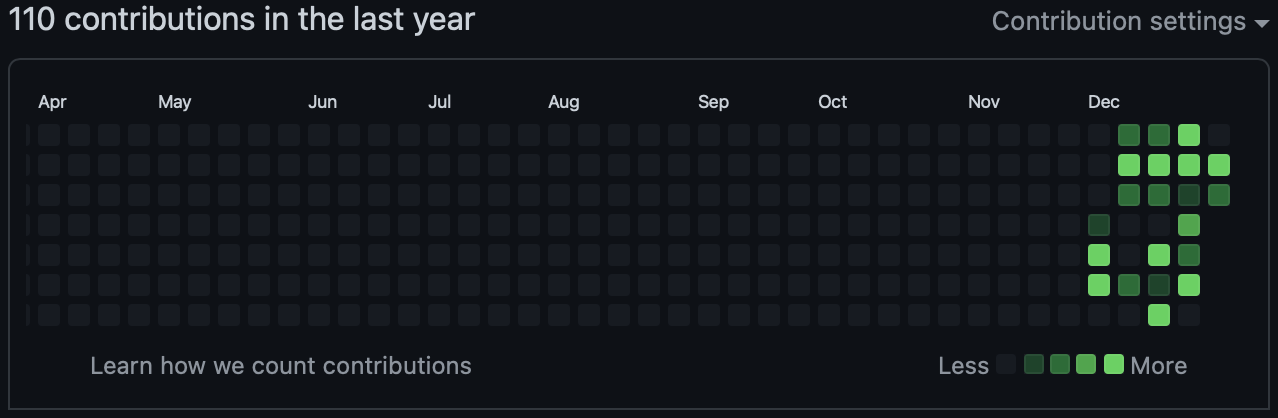 110 contributions in the last year
Contribution settings
Apr May Jun Jul Aug Sep Oct Nov Dec
Learn how we count contributions
Less More